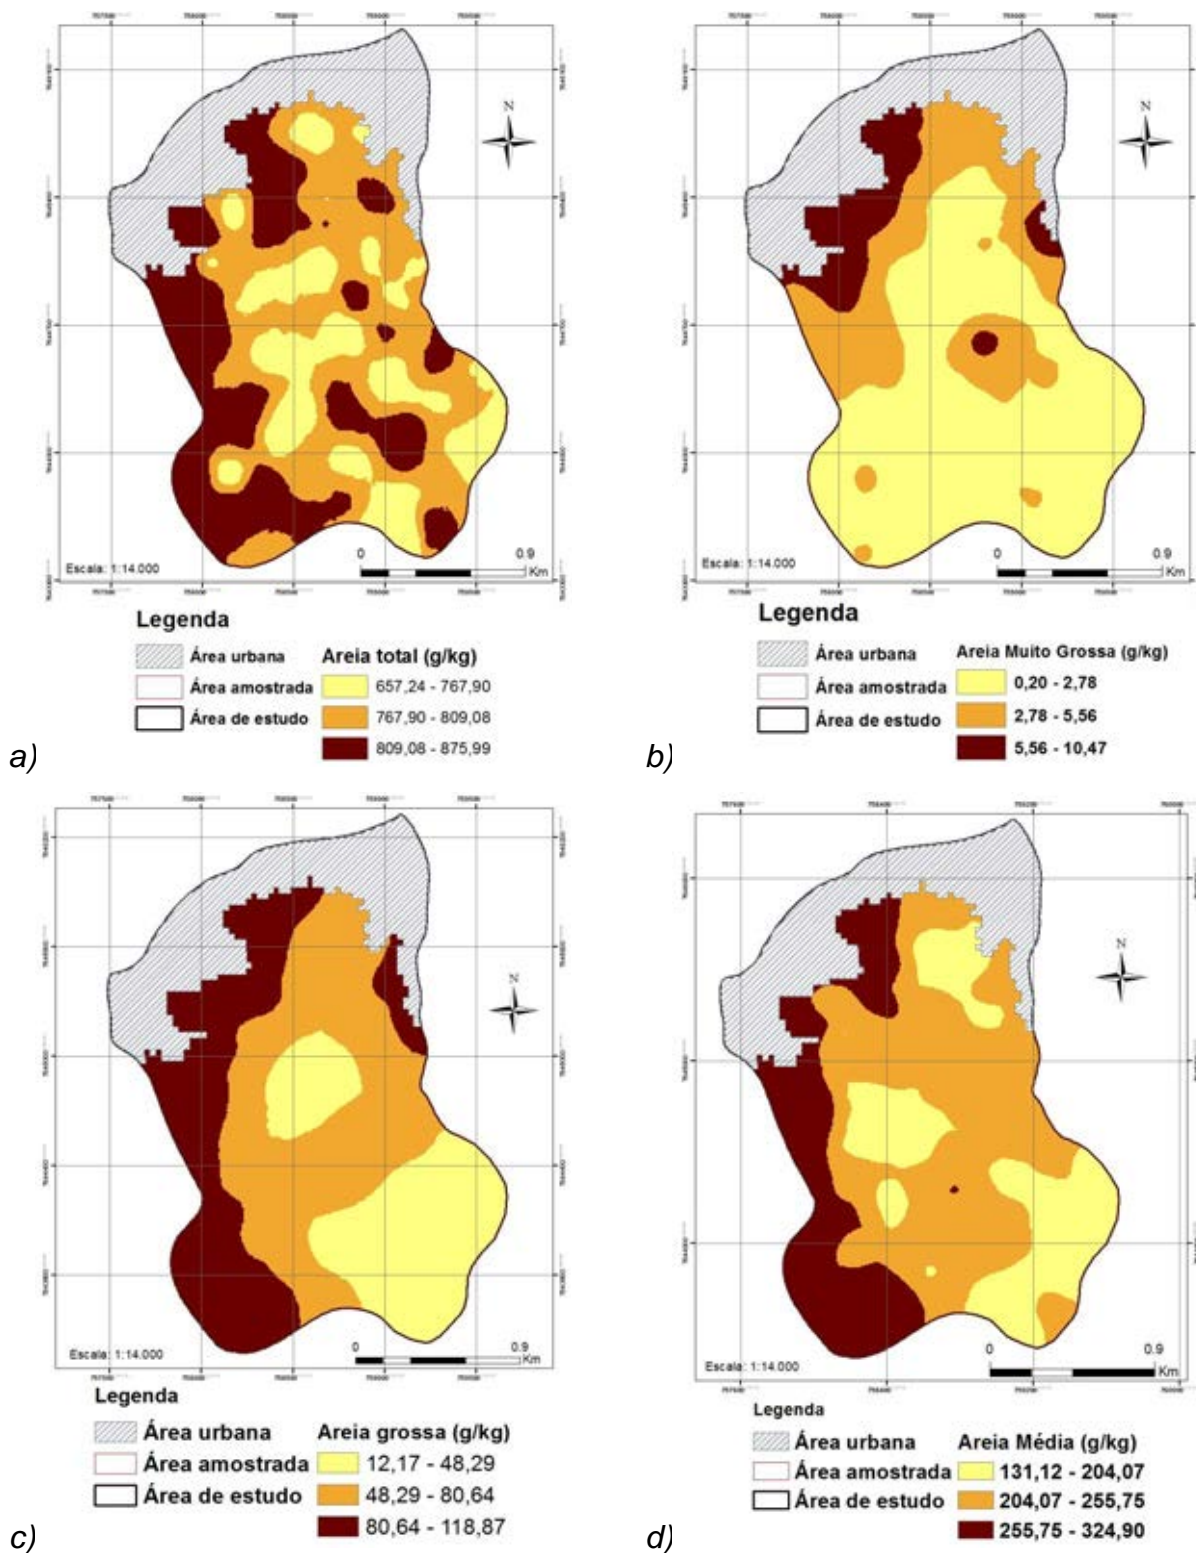 N
Escala: 1:14.000
0 0.9
Km
Legenda
Área urbana
Área amostrada
Área de estudo
Areia total (g/kg)
657,24 - 767,90
767,90 - 809,08
809,08 - 875,99
a)
N
Escala: 1:14.000
0 0.9
Km
Legenda
Área urbana
Área amostrada
Área de estudo
Areia Muito Grossa (g/kg)
0,20 - 2,78
2,78 - 5,56
5,56 - 10,47
b)
N
Escala: 1:14.000
0 0.9
Km
Legenda
Área urbana
Área amostrada
Área de estudo
Areia grossa (g/kg)
12,17 - 48,29
48,29 - 80,64
80,64 - 118,87
c)
N
Escala: 1:14.000
0 0.9
Km
Legenda
Área urbana
Área amostrada
Área de estudo
Areia Média (g/kg)
131,12 - 204,07
204,07 - 255,75
255,75 - 324,90
d)